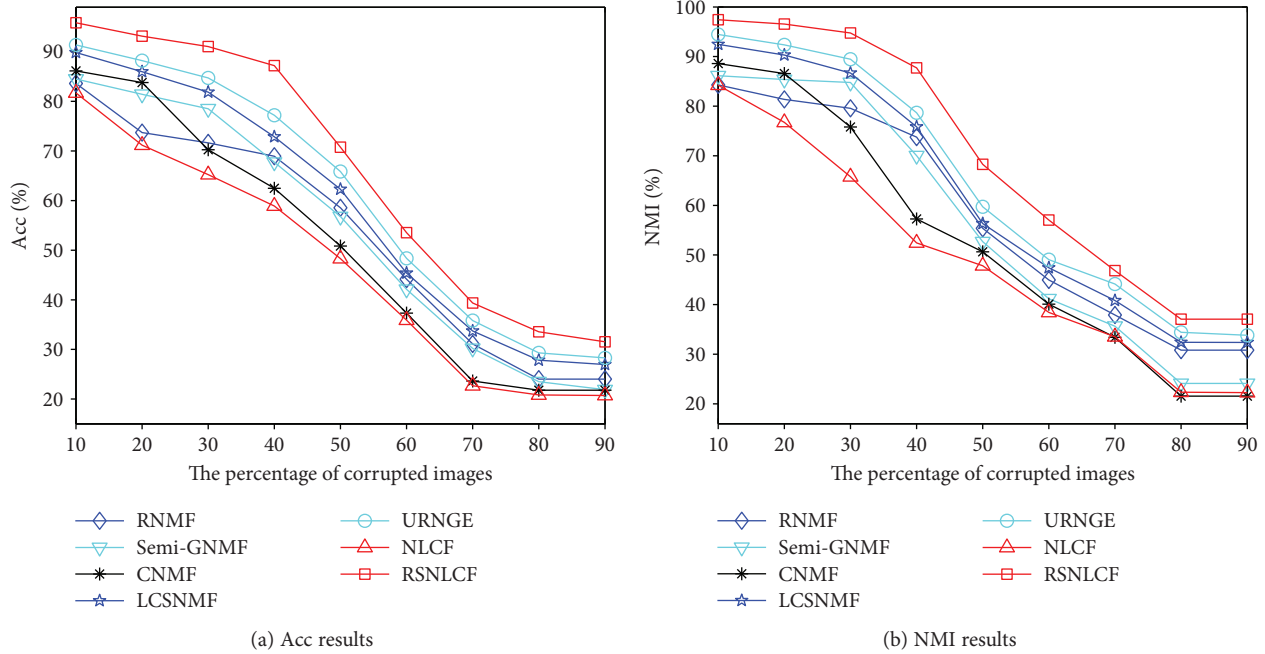 90
80
70
60
50
40
30
20
Acc (%)
10 20 30 40 50 60 70 80 90
The percentage of corrupted images
RNMF
Semi-GNMF
CNMF
LCSNMF
URNGE
NLCF
RSNLCF
(a) Acc results
100
90
80
70
60
50
40
30
20
NMI (%)
10 20 30 40 50 60 70 80 90
The percentage of corrupted images
RNMF
Semi-GNMF
CNMF
LCSNMF
URNGE
NLCF
RSNLCF
(b) NMI results